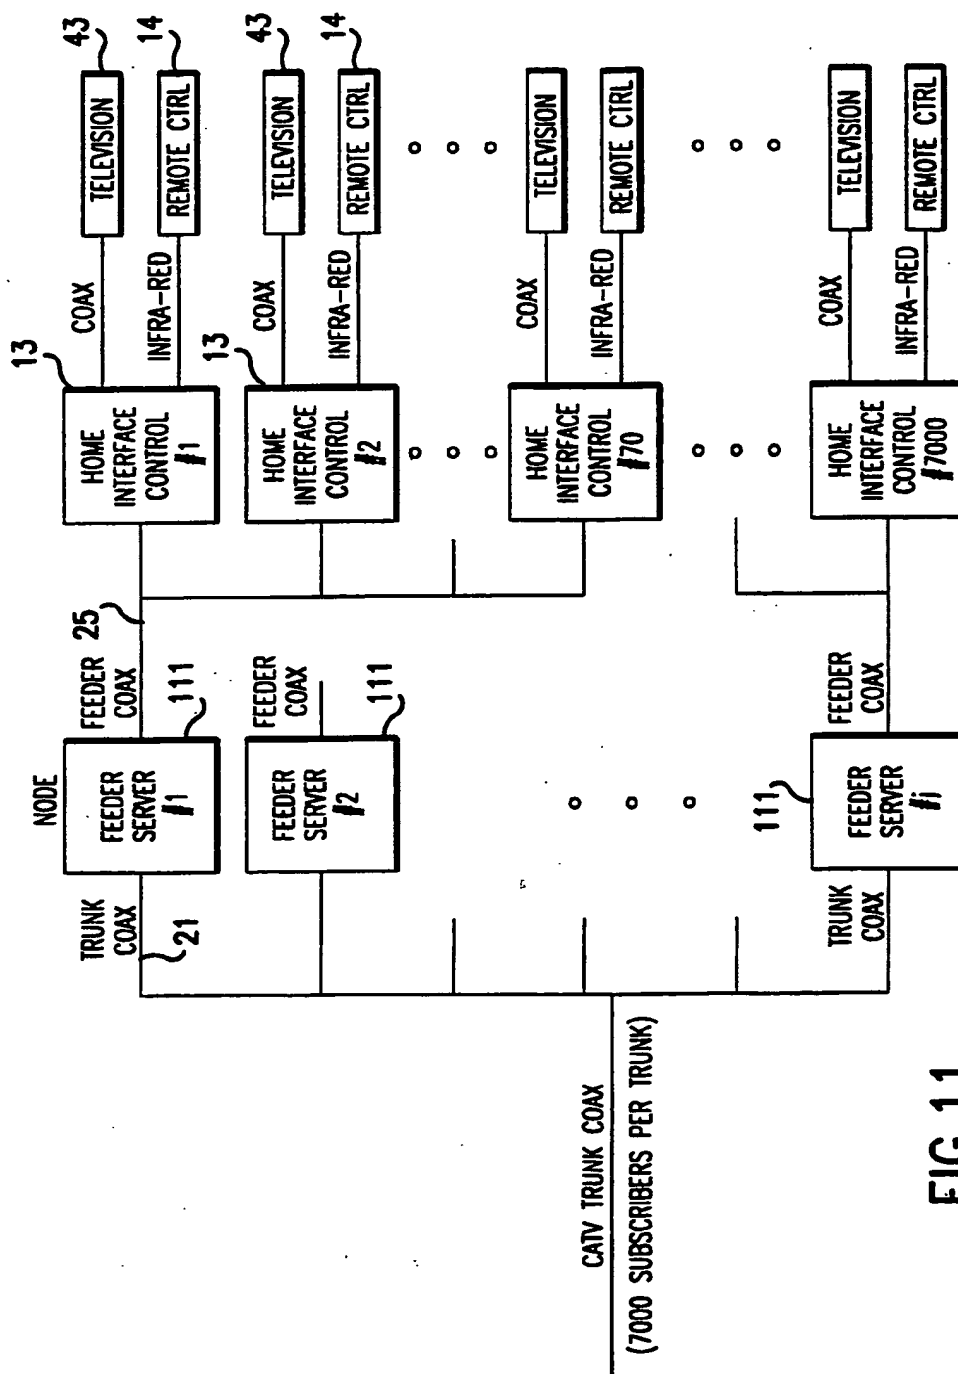 43
TELEVISION
COAX
14
REMOTE CTRL
INFRA-RED
13
HOME
INTERFACE
CONTROL
#1
43
TELEVISION
COAX
14
REMOTE CTRL
INFRA-RED
13
HOME
INTERFACE
CONTROL
#2
TELEVISION
COAX
REMOTE CTRL
INFRA-RED
HOME
INTERFACE
CONTROL
#70
TELEVISION
COAX
REMOTE CTRL
INFRA-RED
HOME
INTERFACE
CONTROL
#7000
25
FEEDER
COAX
111
NODE
FEEDER
SERVER
#1
TRUNK
COAX
21
FEEDER
COAX
111
FEEDER
SERVER
#2
FEEDER
COAX
111
FEEDER
SERVER
#i
TRUNK
COAX
CATV TRUNK COAX
(7000 SUBSCRIBERS PER TRUNK)
FIG.11